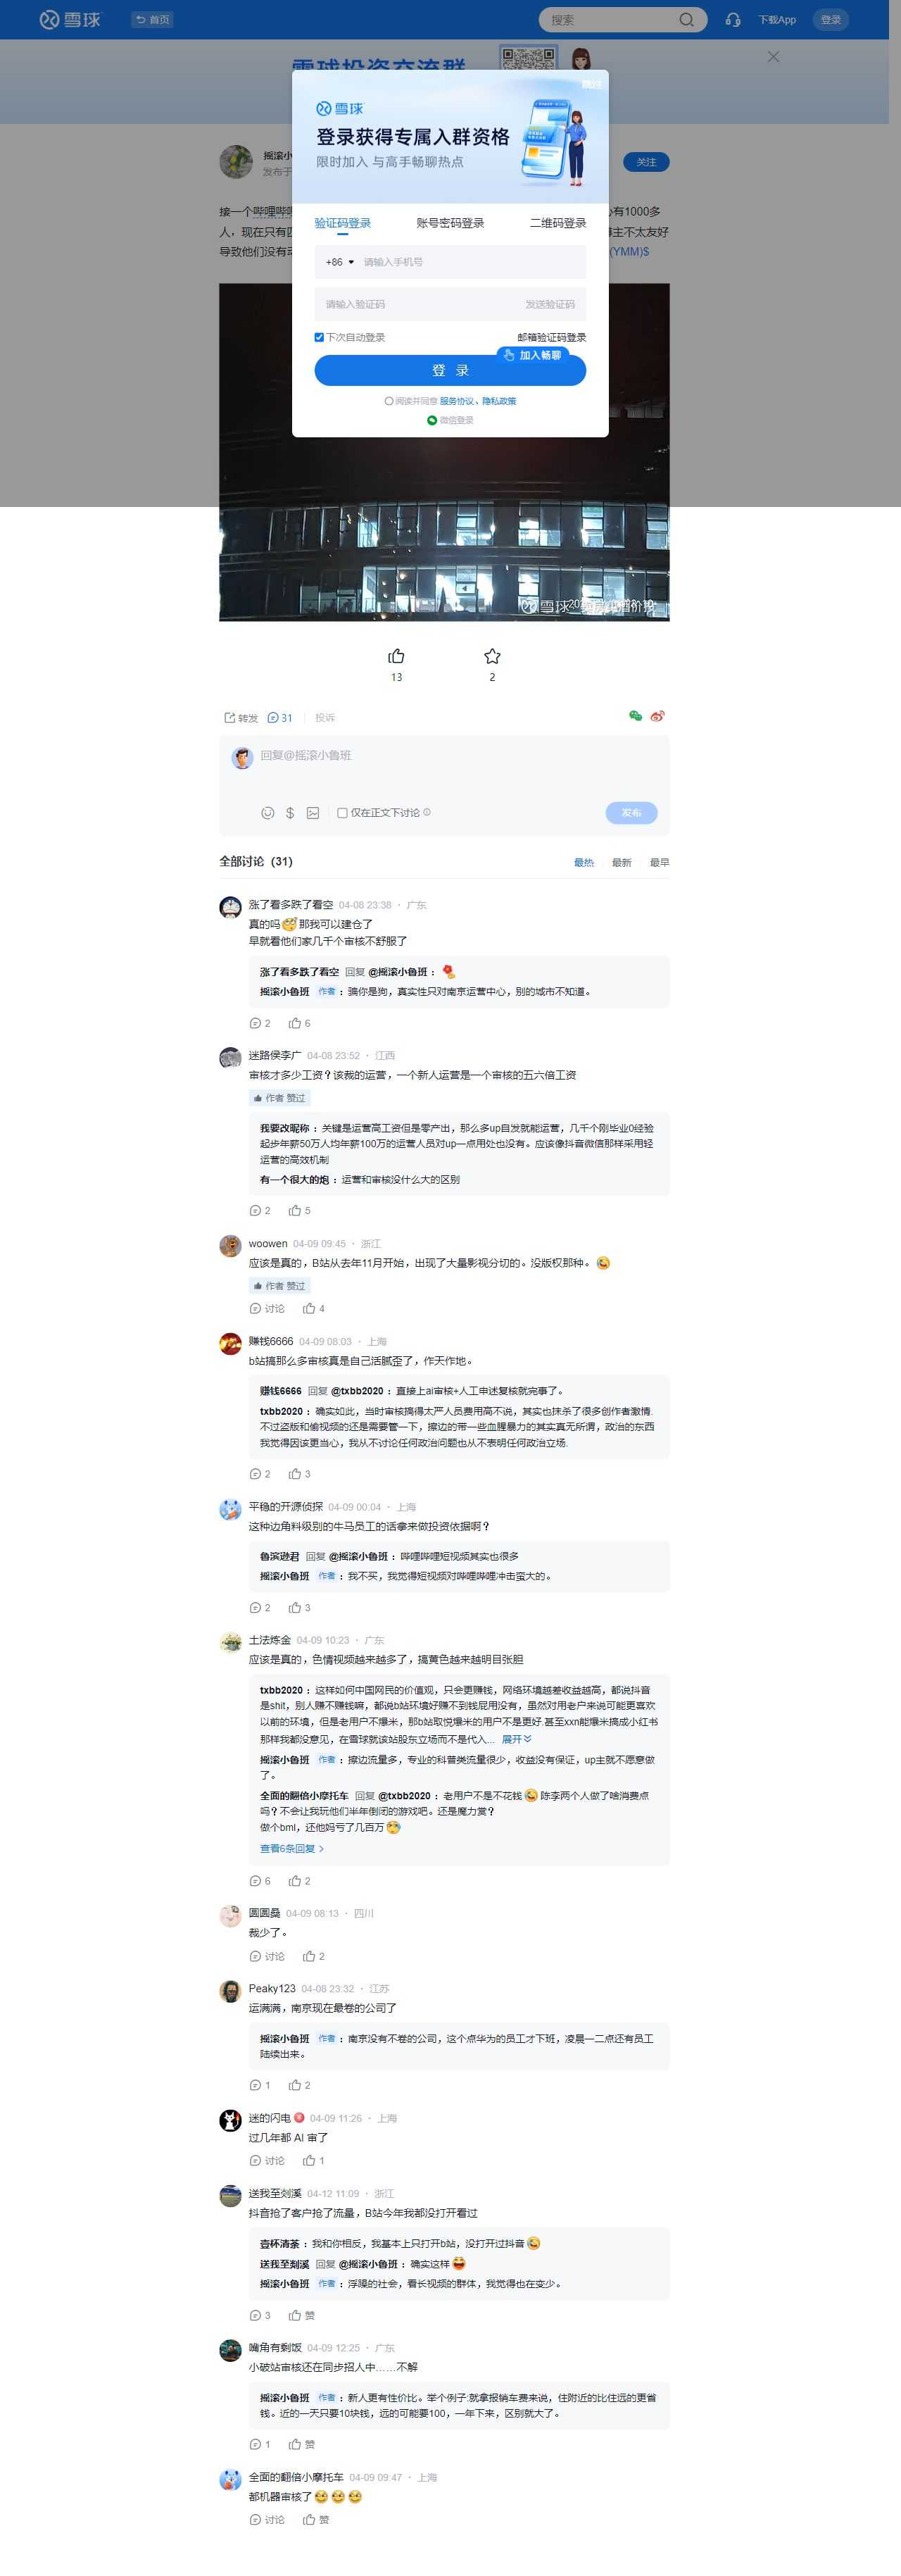 雪球
首页
搜索
下载App
登录
雪球投资交流群
跳过
雪球
登录获得专属入群资格
限时加入 与高手畅聊热点
摇滚小
发布于
关注
验证码登录
账号密码登录
二维码登录
接一个哔哩哔
心有1000多
人，现在只有四
裤主不太友好
导致他们没有
(YMM)$
+86
请输入手机号
请输入验证码
发送验证码
下次自动登录
邮箱验证码登录
加入畅聊
登 录
阅读并同意 服务协议、隐私政策
微信登录
雪球
13
2
转发
31
投诉
回复@摇滚小鲁班
仅在正文下讨论
发布
全部讨论（31）
最热
最新
最早
涨了看多跌了看空 04-08 23:38 · 广东
真的吗 那我可以建仓了
早就看他们家几千个审核不舒服了
涨了看多跌了看空 回复 @摇滚小鲁班：
摇滚小鲁班 作者：骗你是狗，真实性只对南京运营中心，别的城市不知道。
2
6
迷路侯李广 04-08 23:52 · 江西
审核才多少工资？该裁的运营，一个新人运营是一个审核的五六倍工资
作者 赞过
我要改昵称：关键是运营高工资但是零产出，那么多up自发就能运营，几千个刚毕业0经验
起步年薪50万人均年薪100万的运营人员对up一点用处也没有。应该像抖音微信那样采用轻
运营的高效机制
有一个很大的炮：运营和审核没什么大的区别
2
5
woowen 04-09 09:45 · 浙江
应该是真的，B站从去年11月开始，出现了大量影视分切的。没版权那种。
作者 赞过
讨论
4
赚钱6666 04-09 08:03 · 上海
b站搞那么多审核真是自己活腻歪了，作天作地。
赚钱6666 回复 @txbb2020：直接上ai审核+人工申述复核就完事了。
txbb2020：确实如此，当时审核搞得太严人员费用高不说，其实也抹杀了很多创作者激情.
不过盗版和偷视频的还是需要管一下，擦边的带一些血腥暴力的其实真无所谓，政治的东西
我觉得因该更当心，我从不讨论任何政治问题也从不表明任何政治立场.
2
3
平稳的开源侦探 04-09 00:04 · 上海
这种边角料级别的牛马员工的话拿来做投资依据啊？
鲁滨逊君 回复 @摇滚小鲁班：哔哩哔哩短视频其实也很多
摇滚小鲁班 作者：我不买，我觉得短视频对哔哩哔哩冲击蛮大的。
2
3
土法炼金 04-09 10:23 · 广东
应该是真的，色情视频越来越多了，搞黄色越来越明目张胆
txbb2020：这样如何中国网民的价值观，只会更赚钱，网络环境越差收益越高，都说抖音
是shit，别人赚不赚钱嘛，都说b站环境好赚不到钱屁用没有，虽然对用老户来说可能更喜欢
以前的环境，但是老用户不爆米，那b站取悦爆米的用户不是更好.甚至xxn能爆米搞成小红书
那样我都没意见，在雪球就该站股东立场而不是代入... 展开
摇滚小鲁班 作者：擦边流量多，专业的科普类流量很少，收益没有保证，up主就不愿意做
了。
全面的翻倍小摩托车 回复 @txbb2020：老用户不是不花钱 陈李两个人做了啥消费点
吗？不会让我玩他们半年倒闭的游戏吧。还是魔力赏？
做个bml，还他妈亏了几百万
查看6条回复
6
2
圆圆桑 04-09 08:13 · 四川
裁少了。
讨论
2
Peaky123 04-08 23:32 · 江苏
运满满，南京现在最卷的公司了
摇滚小鲁班 作者：南京没有不卷的公司，这个点华为的员工才下班，凌晨一二点还有员工
陆续出来。
1
2
迷的闪电 04-09 11:26 · 上海
过几年都 AI 审了
讨论
1
送我至剡溪 04-12 11:09 · 浙江
抖音抢了客户抢了流量，B站今年我都没打开看过
壹杯清茶：我和你相反，我基本上只打开b站，没打开过抖音
送我至剡溪 回复 @摇滚小鲁班：确实这样
摇滚小鲁班 作者：浮躁的社会，看长视频的群体，我觉得也在变少。
3
赞
嘴角有剩饭 04-09 12:25 · 广东
小破站审核还在同步招人中……不解
摇滚小鲁班 作者：新人更有性价比。举个例子:就拿报销车费来说，住附近的比住远的更省
钱。近的一天只要10块钱，远的可能要100，一年下来，区别就大了。
1
赞
全面的翻倍小摩托车 04-09 09:47 · 上海
都机器审核了
讨论
赞